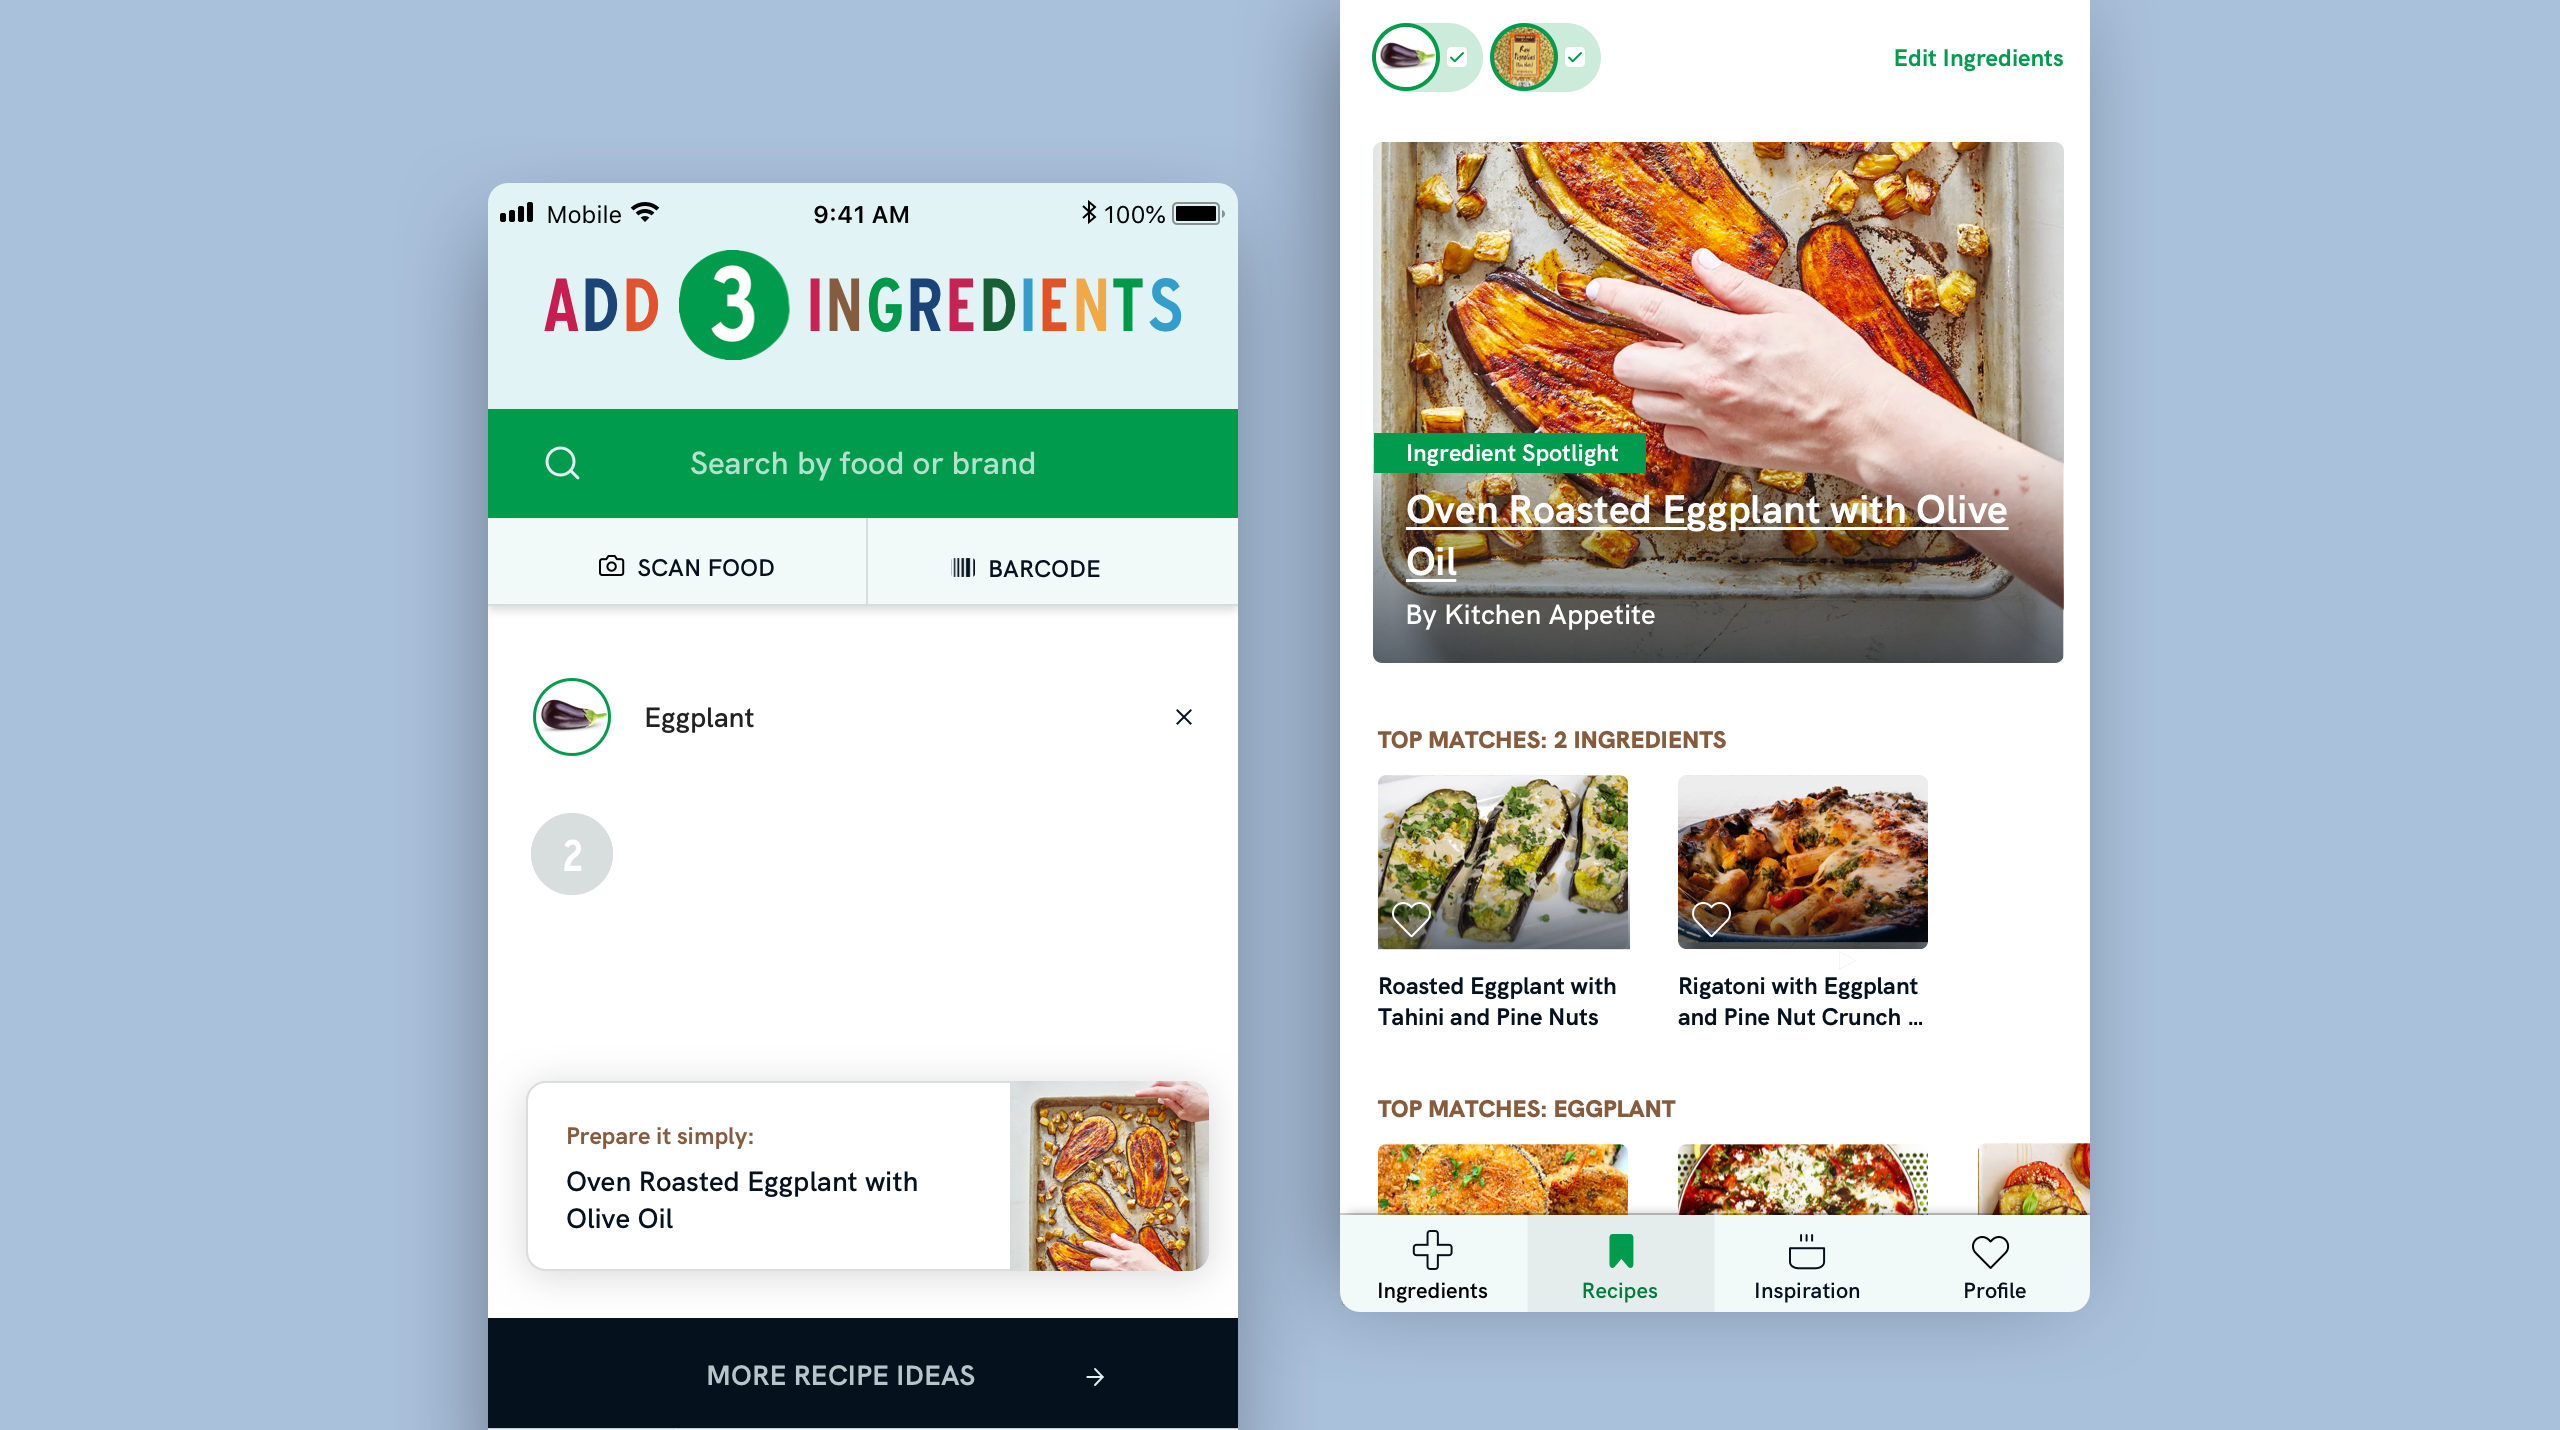 Mobile 9:41 AM 100%
ADD 3 INGREDIENTS
Search by food or brand
SCAN FOOD BARCODE
Eggplant
2
Prepare it simply:
Oven Roasted Eggplant with
Olive Oil
MORE RECIPE IDEAS
Raw
Pignolias
Edit Ingredients
Ingredient Spotlight
Oven Roasted Eggplant with Olive
Oil
By Kitchen Appetite
TOP MATCHES: 2 INGREDIENTS
Roasted Eggplant with
Tahini and Pine Nuts
Rigatoni with Eggplant
and Pine Nut Crunch ...
TOP MATCHES: EGGPLANT
Ingredients Recipes Inspiration Profile